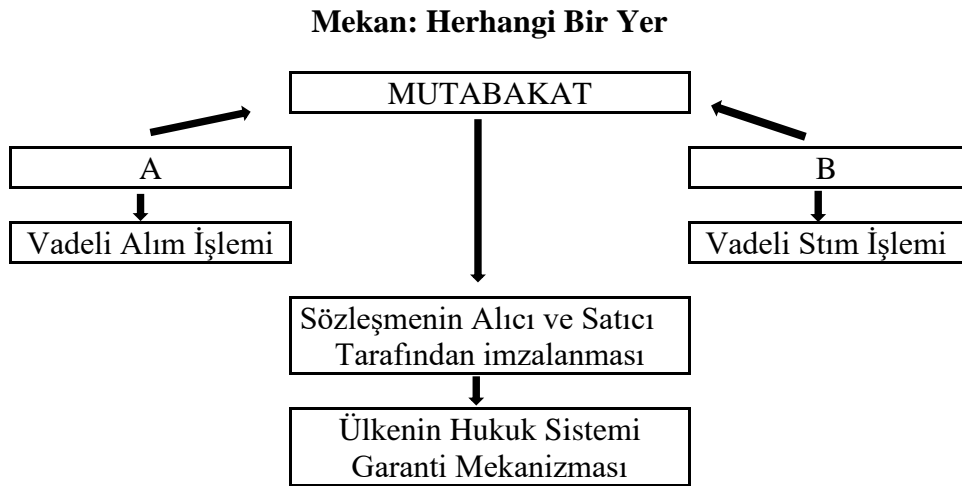 Mekan: Herhangi Bir Yer
MUTABAKAT
A
B
Vadeli Alım İşlemi
Vadeli Stım İşlemi
Sözleşmenin Alıcı ve Satıcı
Tarafından imzalanması
Ülkenin Hukuk Sistemi
Garanti Mekanizması